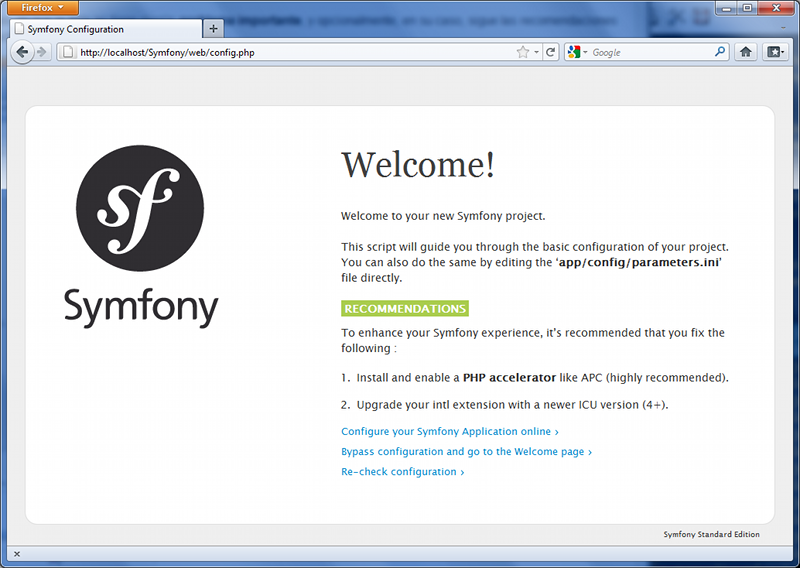 Firefox
Symfony Configuration
http://localhost/Symfony/web/config.php
Google
sf
Symfony
Welcome!
Welcome to your new Symfony project.
This script will guide you through the basic configuration of your project.
You can also do the same by editing the ‘app/config/parameters.ini’
file directly.
RECOMMENDATIONS
To enhance your Symfony experience, it’s recommended that you fix the
following :
1. Install and enable a PHP accelerator like APC (highly recommended).
2. Upgrade your intl extension with a newer ICU version (4+).
Configure your Symfony Application online ›
Bypass configuration and go to the Welcome page ›
Re-check configuration ›
Symfony Standard Edition